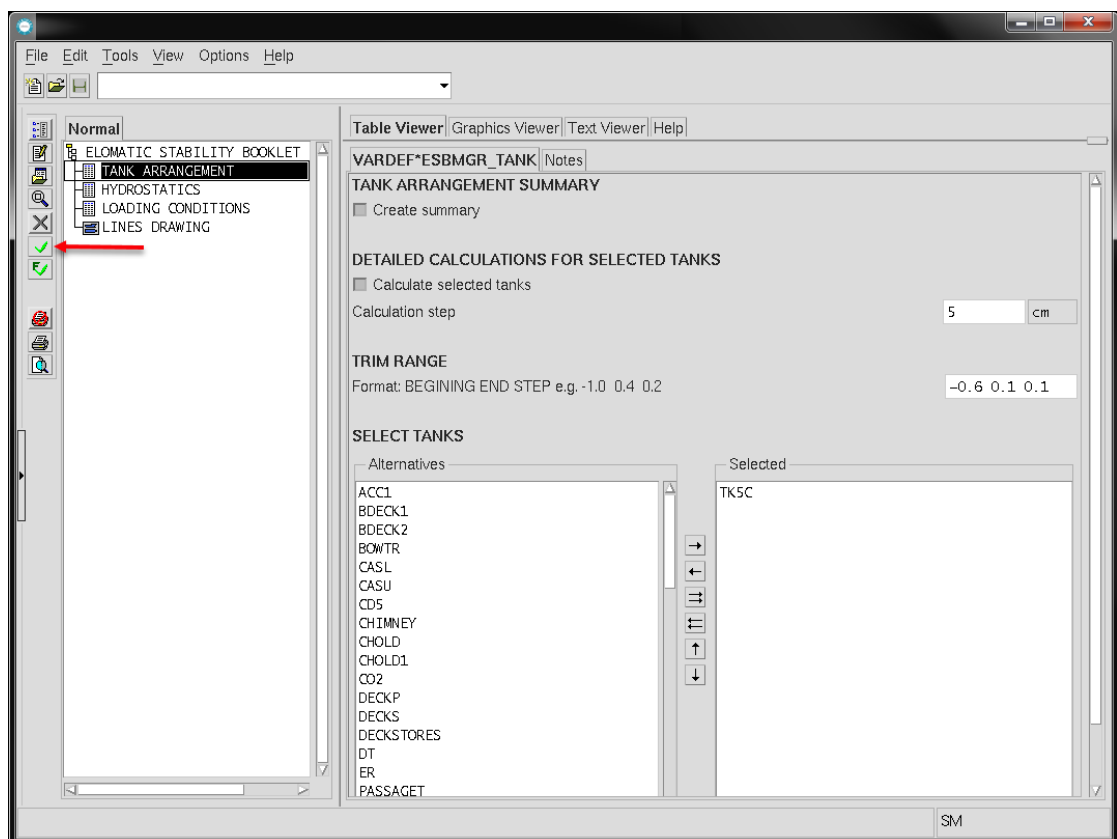 File Edit Tools View Options Help
Normal
ELOMATIC STABILITY BOOKLET
TANK ARRANGEMENT
HYDROSTATICS
LOADING CONDITIONS
LINES DRAWING
Table Viewer Graphics Viewer Text Viewer Help
VARDEF*ESBMGR_TANK Notes
TANK ARRANGEMENT SUMMARY
Create summary
DETAILED CALCULATIONS FOR SELECTED TANKS
Calculate selected tanks
Calculation step 5 cm
TRIM RANGE
Format: BEGINING END STEP e.g. -1.0 0.4 0.2 -0.6 0.1 0.1
SELECT TANKS
Alternatives
ACC1
BDECK1
BDECK2
BOWTR
CASL
CASU
CD5
CHIMNEY
CHOLD
CHOLD1
CO2
DECKP
DECKS
DECKSTORES
DT
ER
PASSAGET
Selected
TK5C
SM